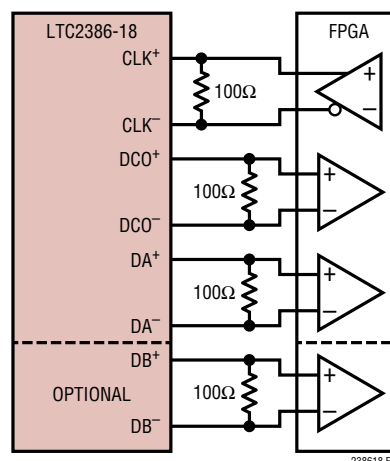 LTC2386-18
FPGA
CLK+
100Ω
+
−
CLK−
DCO+
100Ω
+
−
DCO−
DA+
100Ω
+
−
DA−
DB+
OPTIONAL
100Ω
+
−
DB−